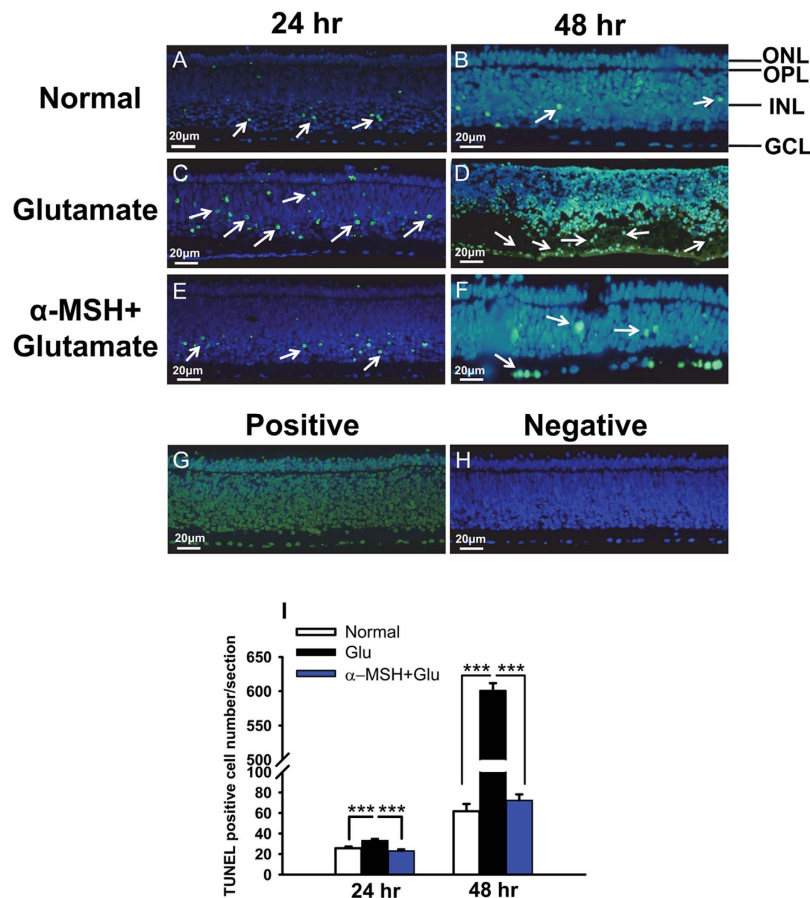 24 hr 48 hr
Normal
A
20μm
B
20μm
ONL
OPL
INL
GCL
Glutamate
C
20μm
D
20μm
α-MSH+
Glutamate
E
20μm
F
20μm
Positive Negative
G
20μm
H
20μm
I
Normal
Glu
α–MSH+Glu
TUNEL positive cell number/section
650
600
550
500
100
80
60
40
20
0
*** ***
*** ***
24 hr 48 hr